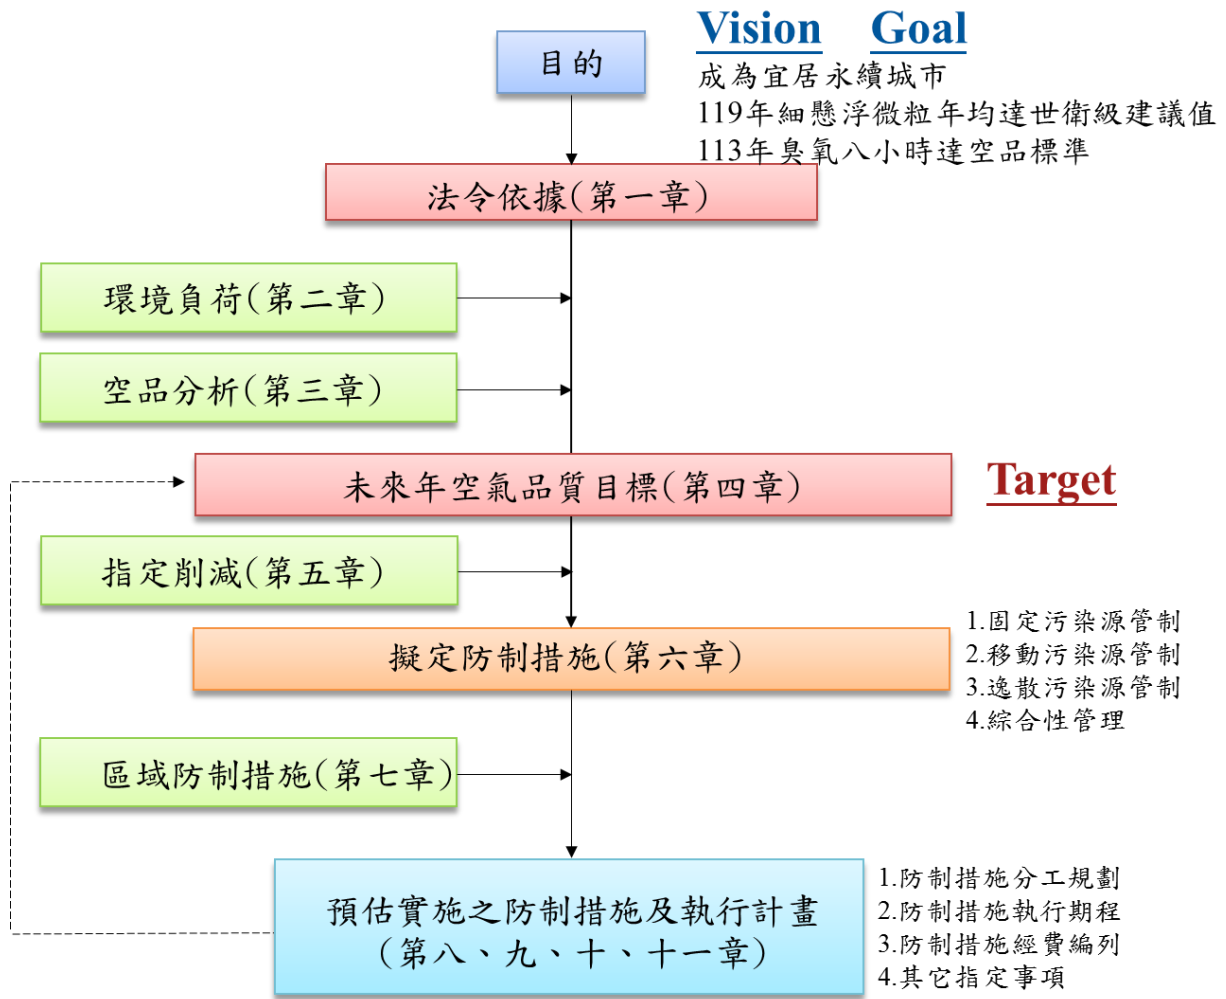 Vision Goal
目的
成為宜居永續城市
119年細懸浮微粒年均達世衛級建議值
113年臭氧八小時達空品標準
法令依據(第一章)
環境負荷(第二章)
空品分析(第三章)
未來年空氣品質目標(第四章)
Target
指定削減(第五章)
擬定防制措施(第六章)
1.固定污染源管制
2.移動污染源管制
3.逸散污染源管制
4.綜合性管理
區域防制措施(第七章)
預估實施之防制措施及執行計畫
(第八、九、十、十一章)
1.防制措施分工規劃
2.防制措施執行期程
3.防制措施經費編列
4.其它指定事項